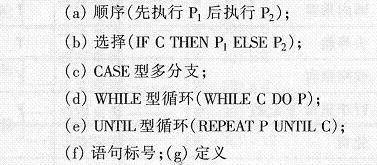 (a) 顺序(先执行 P₁ 后执行 P₂);
(b) 选择(IF C THEN P₁ ELSE P₂);
(c) CASE 型多分支;
(d) WHILE 型循环(WHILE C DO P);
(e) UNTIL 型循环(REPEAT P UNTIL C);
(f) 语句标号;(g) 定义